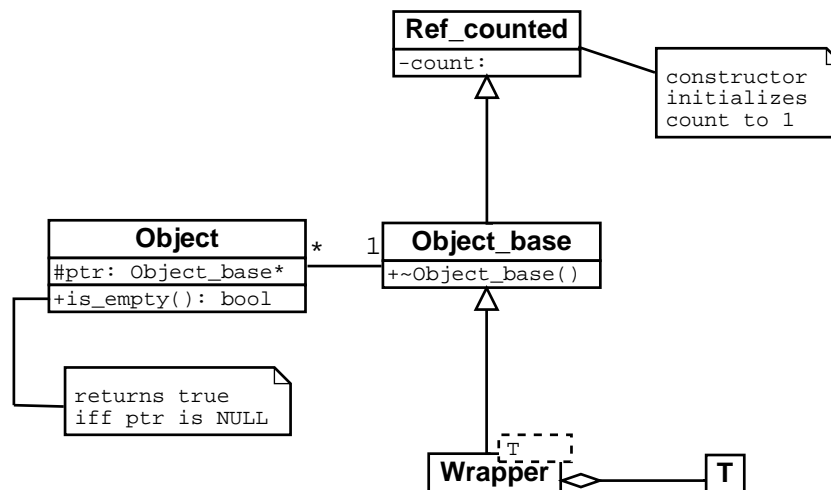 Ref_counted
-count:
constructor
initializes
count to 1
Object
#ptr: Object_base*
+is_empty(): bool
* 1
Object_base
+~Object_base()
returns true
iff ptr is NULL
T
Wrapper
T